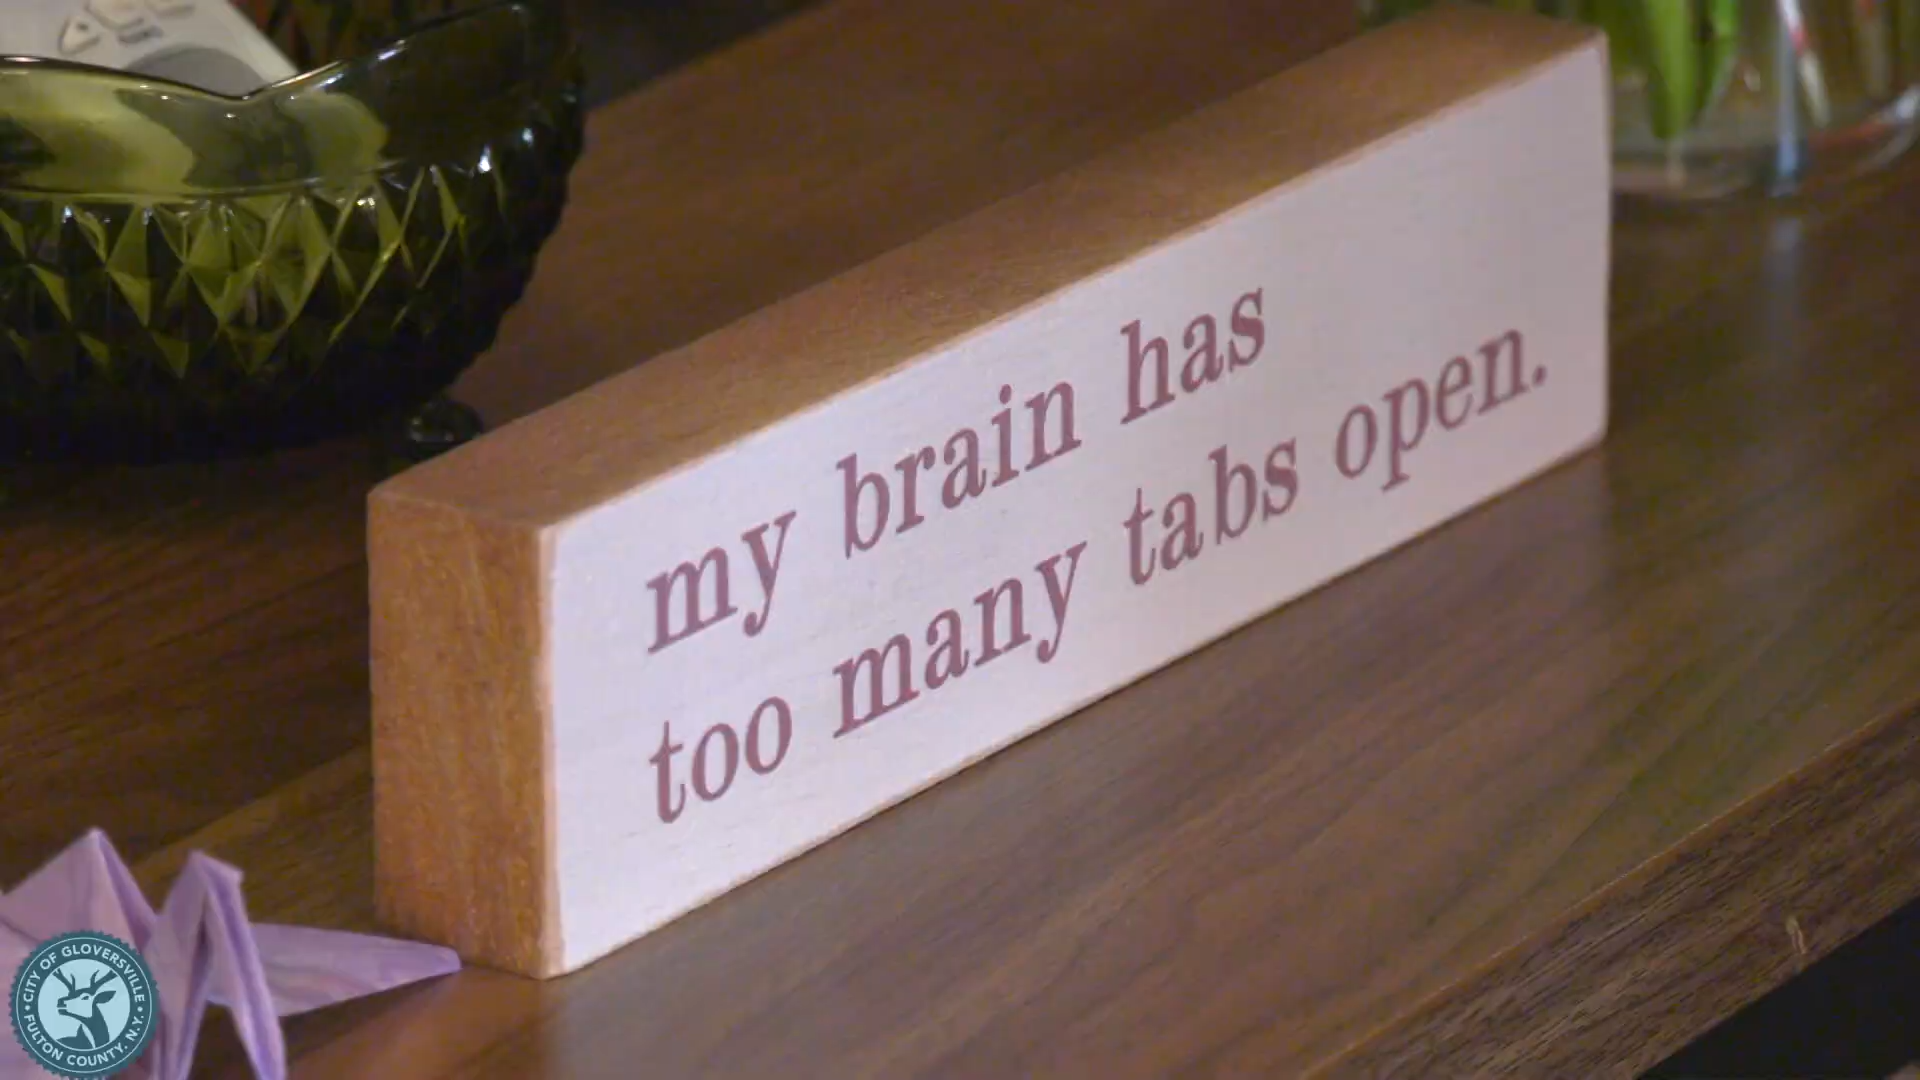 my brain has
too many tabs open.
CITY OF GLOVERSVILLE
FULTON COUNTY, N.Y.